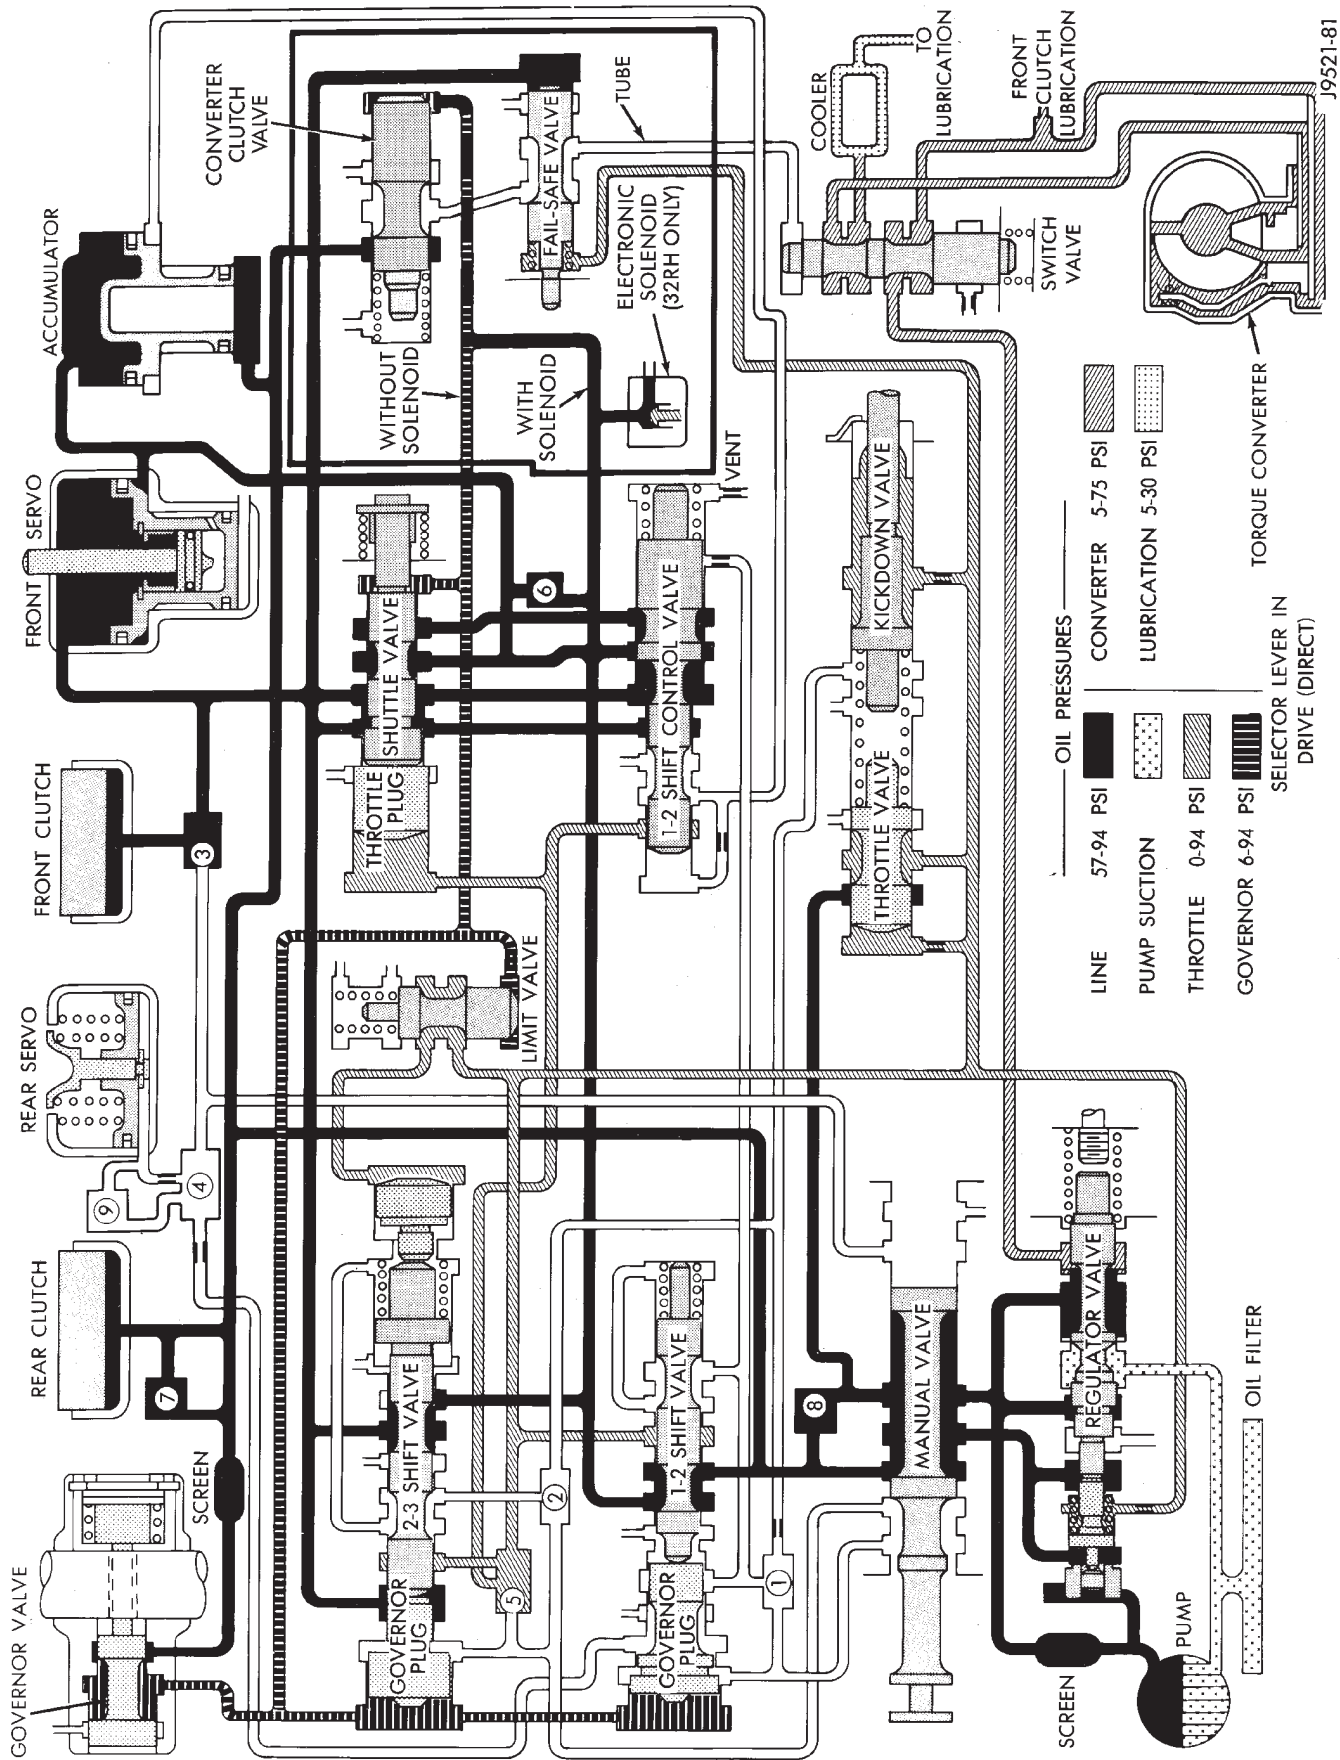 GOVERNOR VALVE
REAR CLUTCH
REAR SERVO
FRONT CLUTCH
FRONT SERVO
ACCUMULATOR
CONVERTER
CLUTCH
VALVE
SCREEN
7
9
4
3
6
WITHOUT
SOLENOID
WITH
SOLENOID
FAIL-SAFE VALVE
ELECTRONIC
SOLENOID
(32RH ONLY)
TUBE
GOVERNOR
PLUG
2-3 SHIFT VALVE
LIMIT VALVE
THROTTLE
PLUG
SHUTTLE VALVE
5
2
GOVERNOR
PLUG
1-2 SHIFT VALVE
1-2 SHIFT CONTROL VALVE
VENT
1
8
COOLER
TO
LUBRICATION
FRONT
CLUTCH
LUBRICATION
SWITCH
VALVE
MANUAL VALVE
THROTTLE VALVE
KICKDOWN VALVE
SCREEN
REGULATOR VALVE
PUMP
OIL FILTER
OIL PRESSURES
LINE 57-94 PSI
PUMP SUCTION
THROTTLE 0-94 PSI
GOVERNOR 6-94 PSI
CONVERTER 5-75 PSI
LUBRICATION 5-30 PSI
SELECTOR LEVER IN
DRIVE (DIRECT)
TORQUE CONVERTER
J9521-81